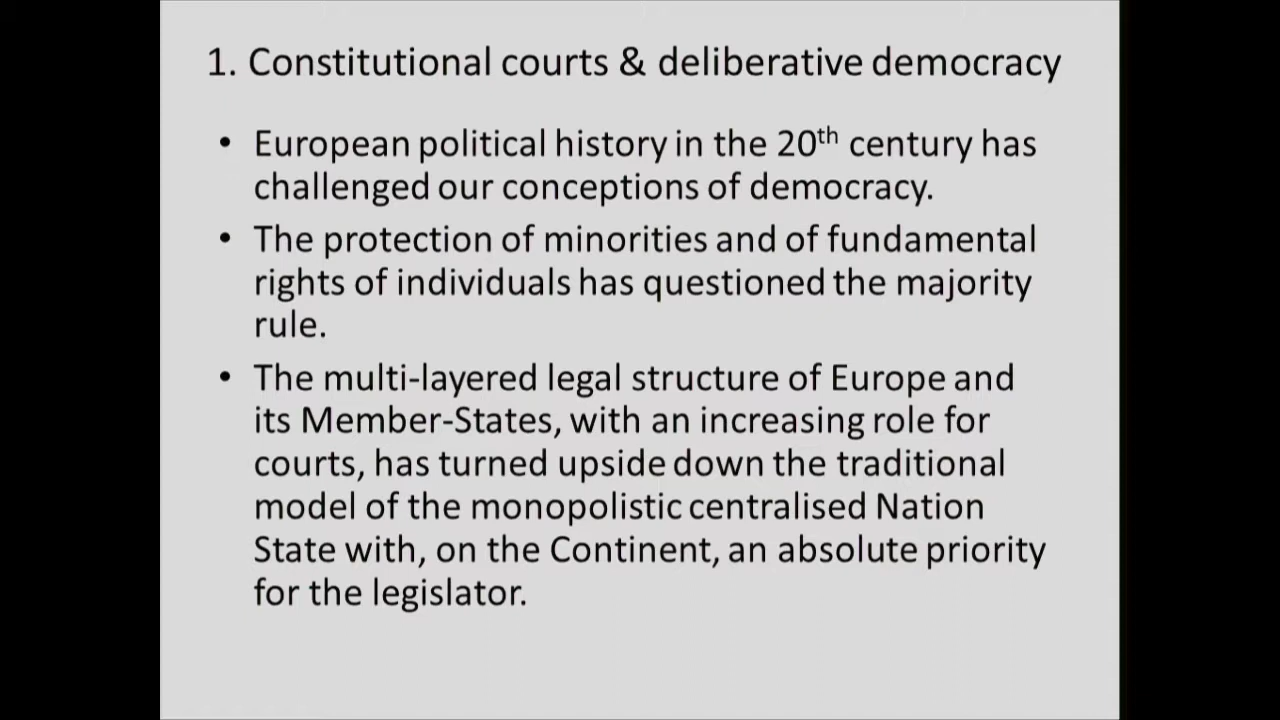 1. Constitutional courts & deliberative democracy
• European political history in the 20th century has
challenged our conceptions of democracy.
• The protection of minorities and of fundamental
rights of individuals has questioned the majority
rule.
• The multi-layered legal structure of Europe and
its Member-States, with an increasing role for
courts, has turned upside down the traditional
model of the monopolistic centralised Nation
State with, on the Continent, an absolute priority
for the legislator.